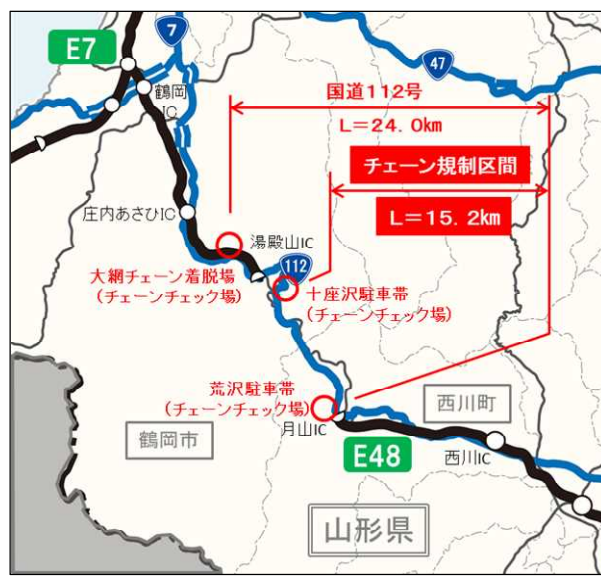 7
E7
47
鶴岡
IC
国道112号
L=24.0km
チェーン規制区間
L=15.2km
庄内あさひIC
湯殿山IC
112
大網チェーン着脱場
(チェーンチェック場)
十座沢駐車帯
(チェーンチェック場)
荒沢駐車帯
(チェーンチェック場)
月山IC
西川町
鶴岡市
E48
西川IC
山形県